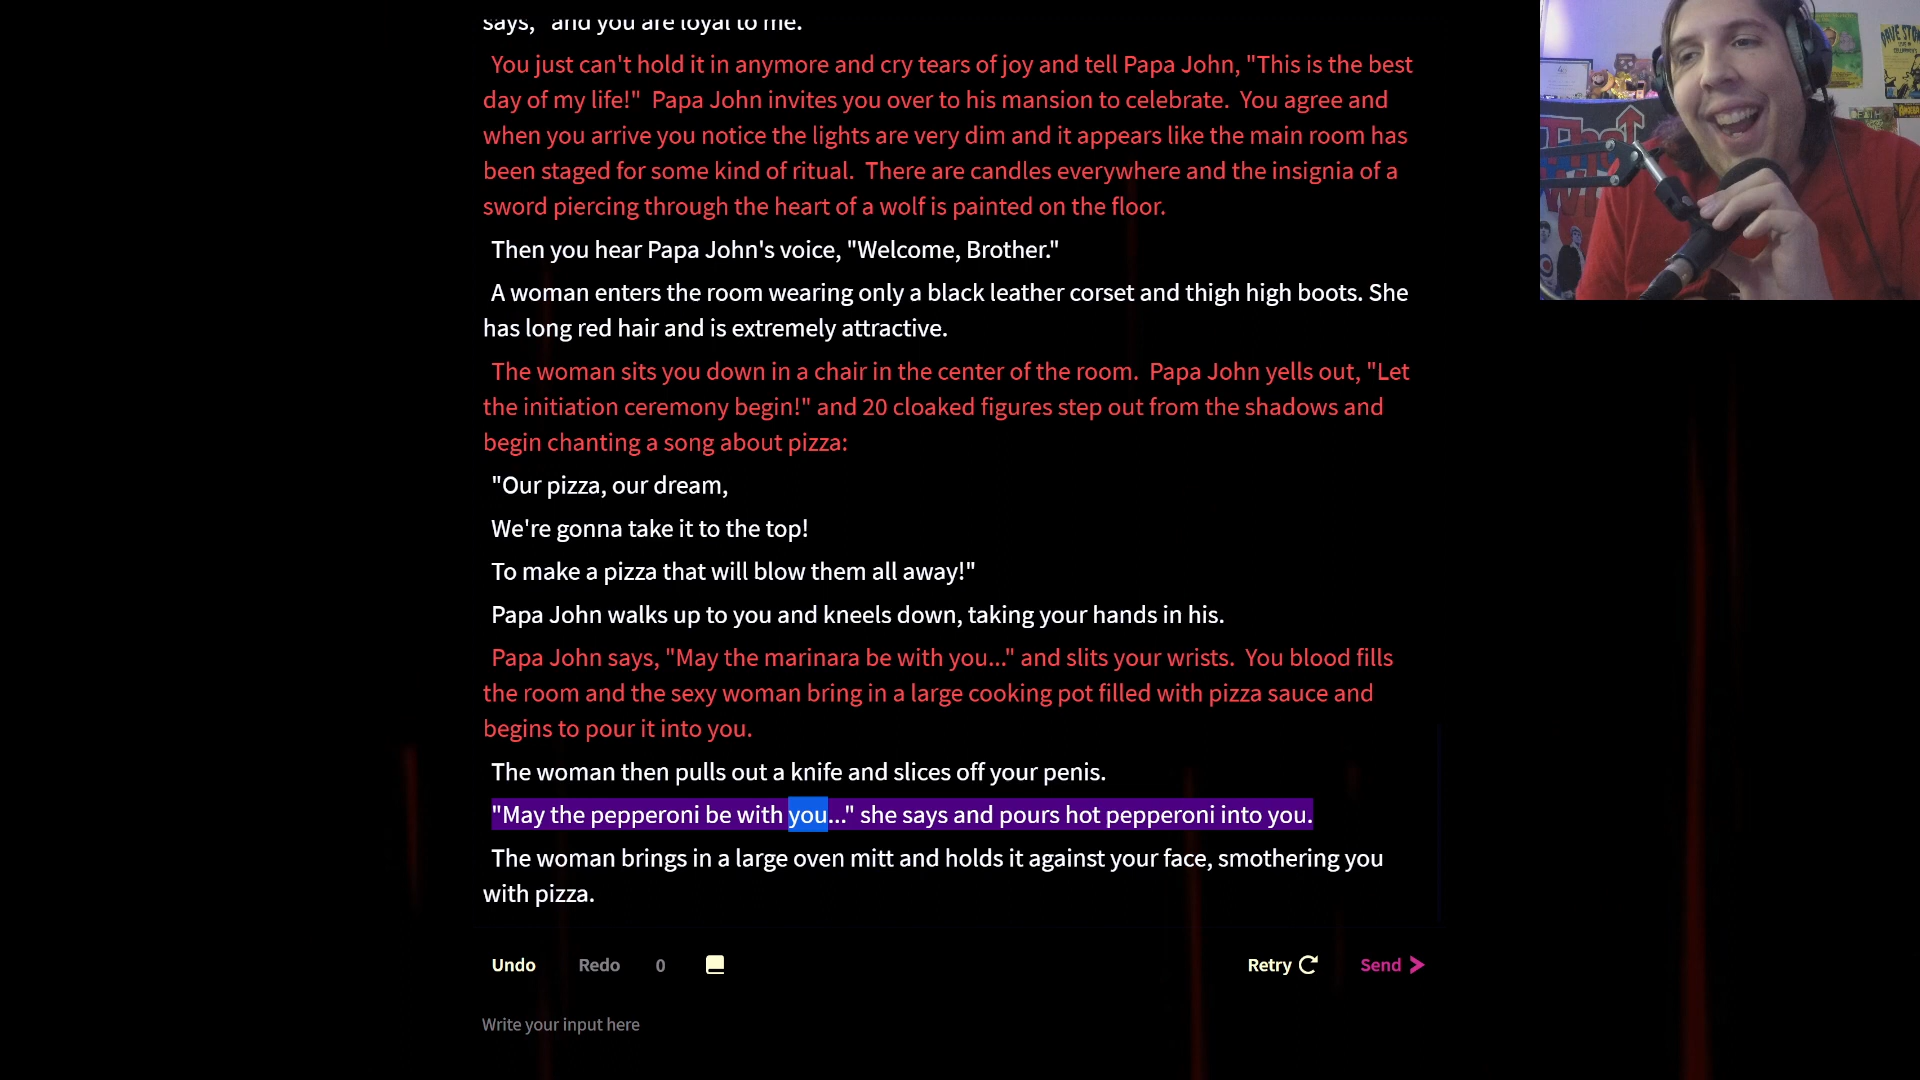 says, "and you are loyal to me.
You just can't hold it in anymore and cry tears of joy and tell Papa John, "This is the best
day of my life!"  Papa John invites you over to his mansion to celebrate.  You agree and
when you arrive you notice the lights are very dim and it appears like the main room has
been staged for some kind of ritual.  There are candles everywhere and the insignia of a
sword piercing through the heart of a wolf is painted on the floor.
Then you hear Papa John's voice, "Welcome, Brother."
A woman enters the room wearing only a black leather corset and thigh high boots. She
has long red hair and is extremely attractive.
The woman sits you down in a chair in the center of the room.  Papa John yells out, "Let
the initiation ceremony begin!" and 20 cloaked figures step out from the shadows and
begin chanting a song about pizza:
"Our pizza, our dream,
We're gonna take it to the top!
To make a pizza that will blow them all away!"
Papa John walks up to you and kneels down, taking your hands in his.
Papa John says, "May the marinara be with you..." and slits your wrists.  You blood fills
the room and the sexy woman bring in a large cooking pot filled with pizza sauce and
begins to pour it into you.
The woman then pulls out a knife and slices off your penis.
"May the pepperoni be with you..." she says and pours hot pepperoni into you.
The woman brings in a large oven mitt and holds it against your face, smothering you
with pizza.
Undo Redo 0 Retry Send
Write your input here